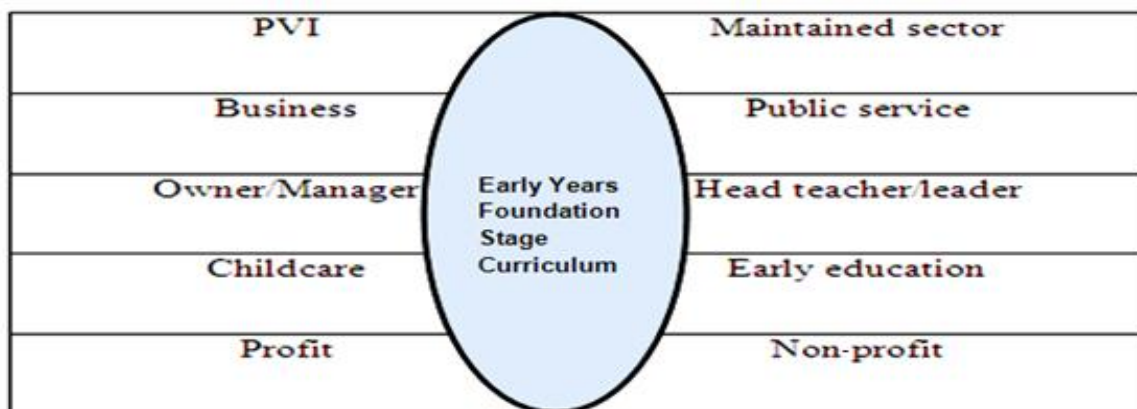 PVI Maintained sector
Business Public service
Owner/Manager Head teacher/leader
Early Years
Foundation
Stage
Curriculum
Childcare Early education
Profit Non-profit